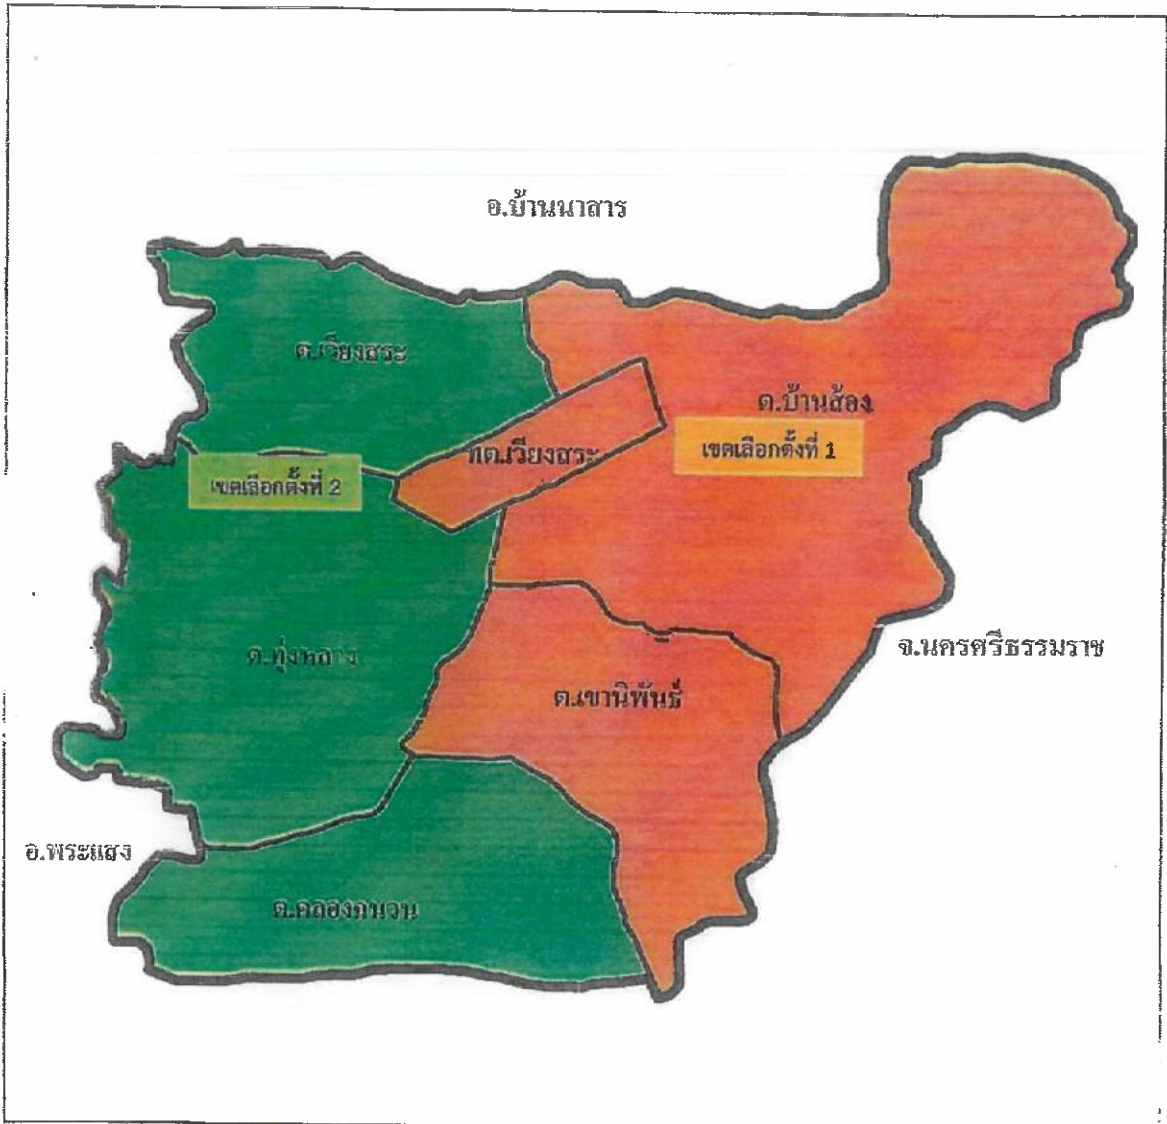 อ.บ้านนาสาร
ต.เวียงสระ
ต.บ้านส้อง
เขตเลือกตั้งที่ 1
ทต.เวียงสระ
เขตเลือกตั้งที่ 2
จ.นครศรีธรรมราช
ต.ทุ่งหลวง
ต.เขานิพันธ์
อ.พระแสง
ต.คลองฉนวน